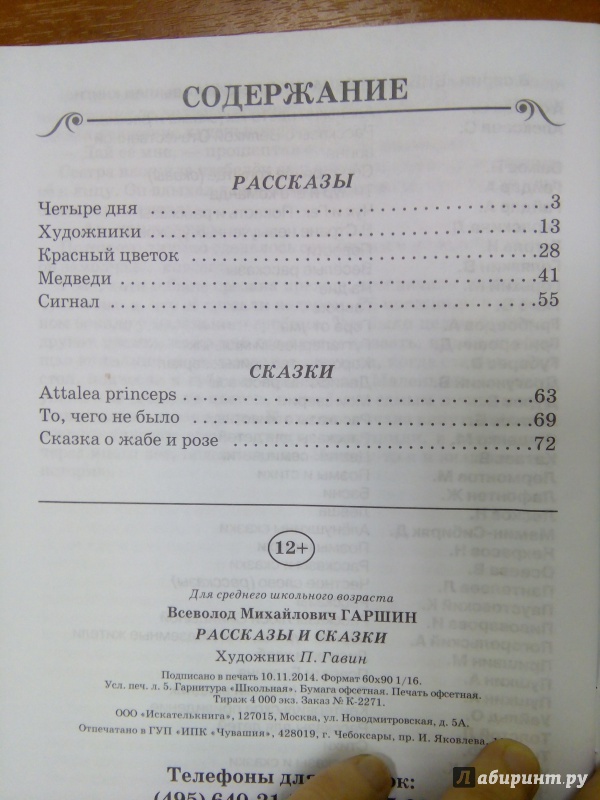 СОДЕРЖАНИЕ
РАССКАЗЫ
Четыре дня ........ 3
Художники ........ 13
Красный цветок ........ 28
Медведи ........ 41
Сигнал ........ 55
СКАЗКИ
Attalea princeps ........ 63
То, чего не было ........ 69
Сказка о жабе и розе ........ 72
12+
Для среднего школьного возраста
Всеволод Михайлович ГАРШИН
РАССКАЗЫ И СКАЗКИ
Художник П. Гавин
Подписано в печать 10.11.2014. Формат 60х90 1/16.
Усл. печ. л. 5. Гарнитура «Школьная». Бумага офсетная. Печать офсетная.
Тираж 4 000 экз. Заказ № К-2271.
ООО «Искателькнига», 127015, Москва, ул. Новодмитровская, д. 5А.
Отпечатано в ГУП «ИПК «Чувашия», 428019, г. Чебоксары, пр. И. Яковлева,
Телефоны для
(495) 640-21
Лабиринт.ру